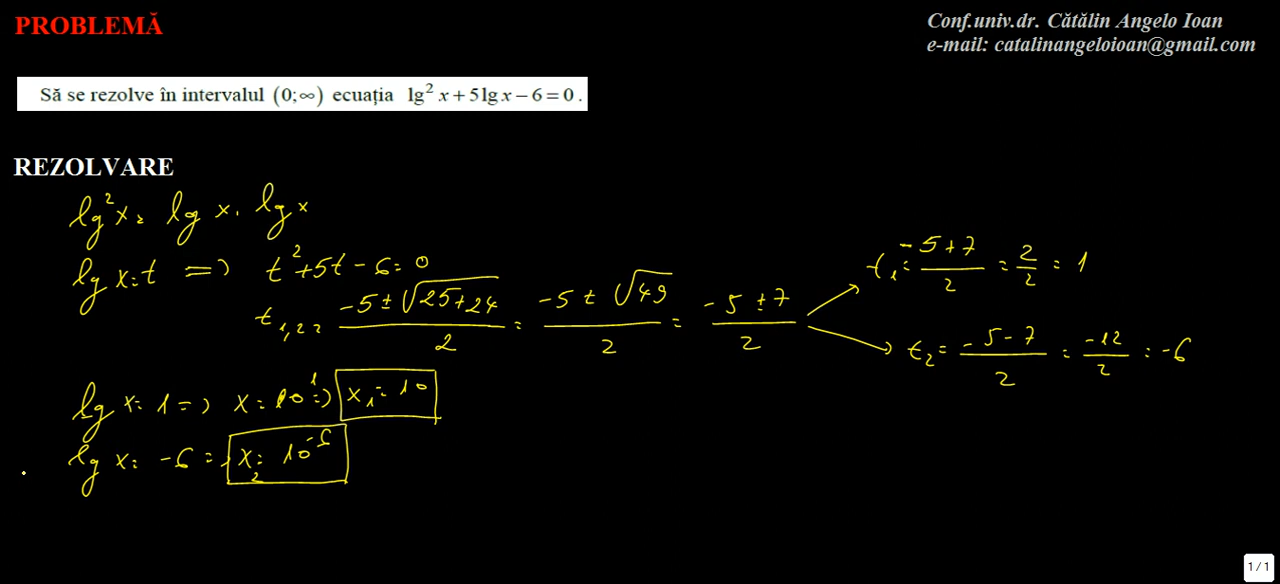 PROBLEMĂ
Conf.univ.dr. Cătălin Angelo Ioan
e-mail: catalinangeloioan@gmail.com
Să se rezolve în intervalul (0;∞) ecuația lg² x + 5lg x − 6 = 0.
REZOLVARE
lg² x = lg x · lg x
lg x = t => t² + 5t − 6 = 0
t₁,₂ = (−5 ± √(25+24))/2 = (−5 ± √49)/2 = (−5 ± 7)/2
t₁ = (−5+7)/2 = 2/2 = 1
t₂ = (−5−7)/2 = −12/2 = −6
lg x = 1 => x = 10¹ => x₁ = 10
lg x = −6 => x₂ = 10⁻⁶
1 / 1